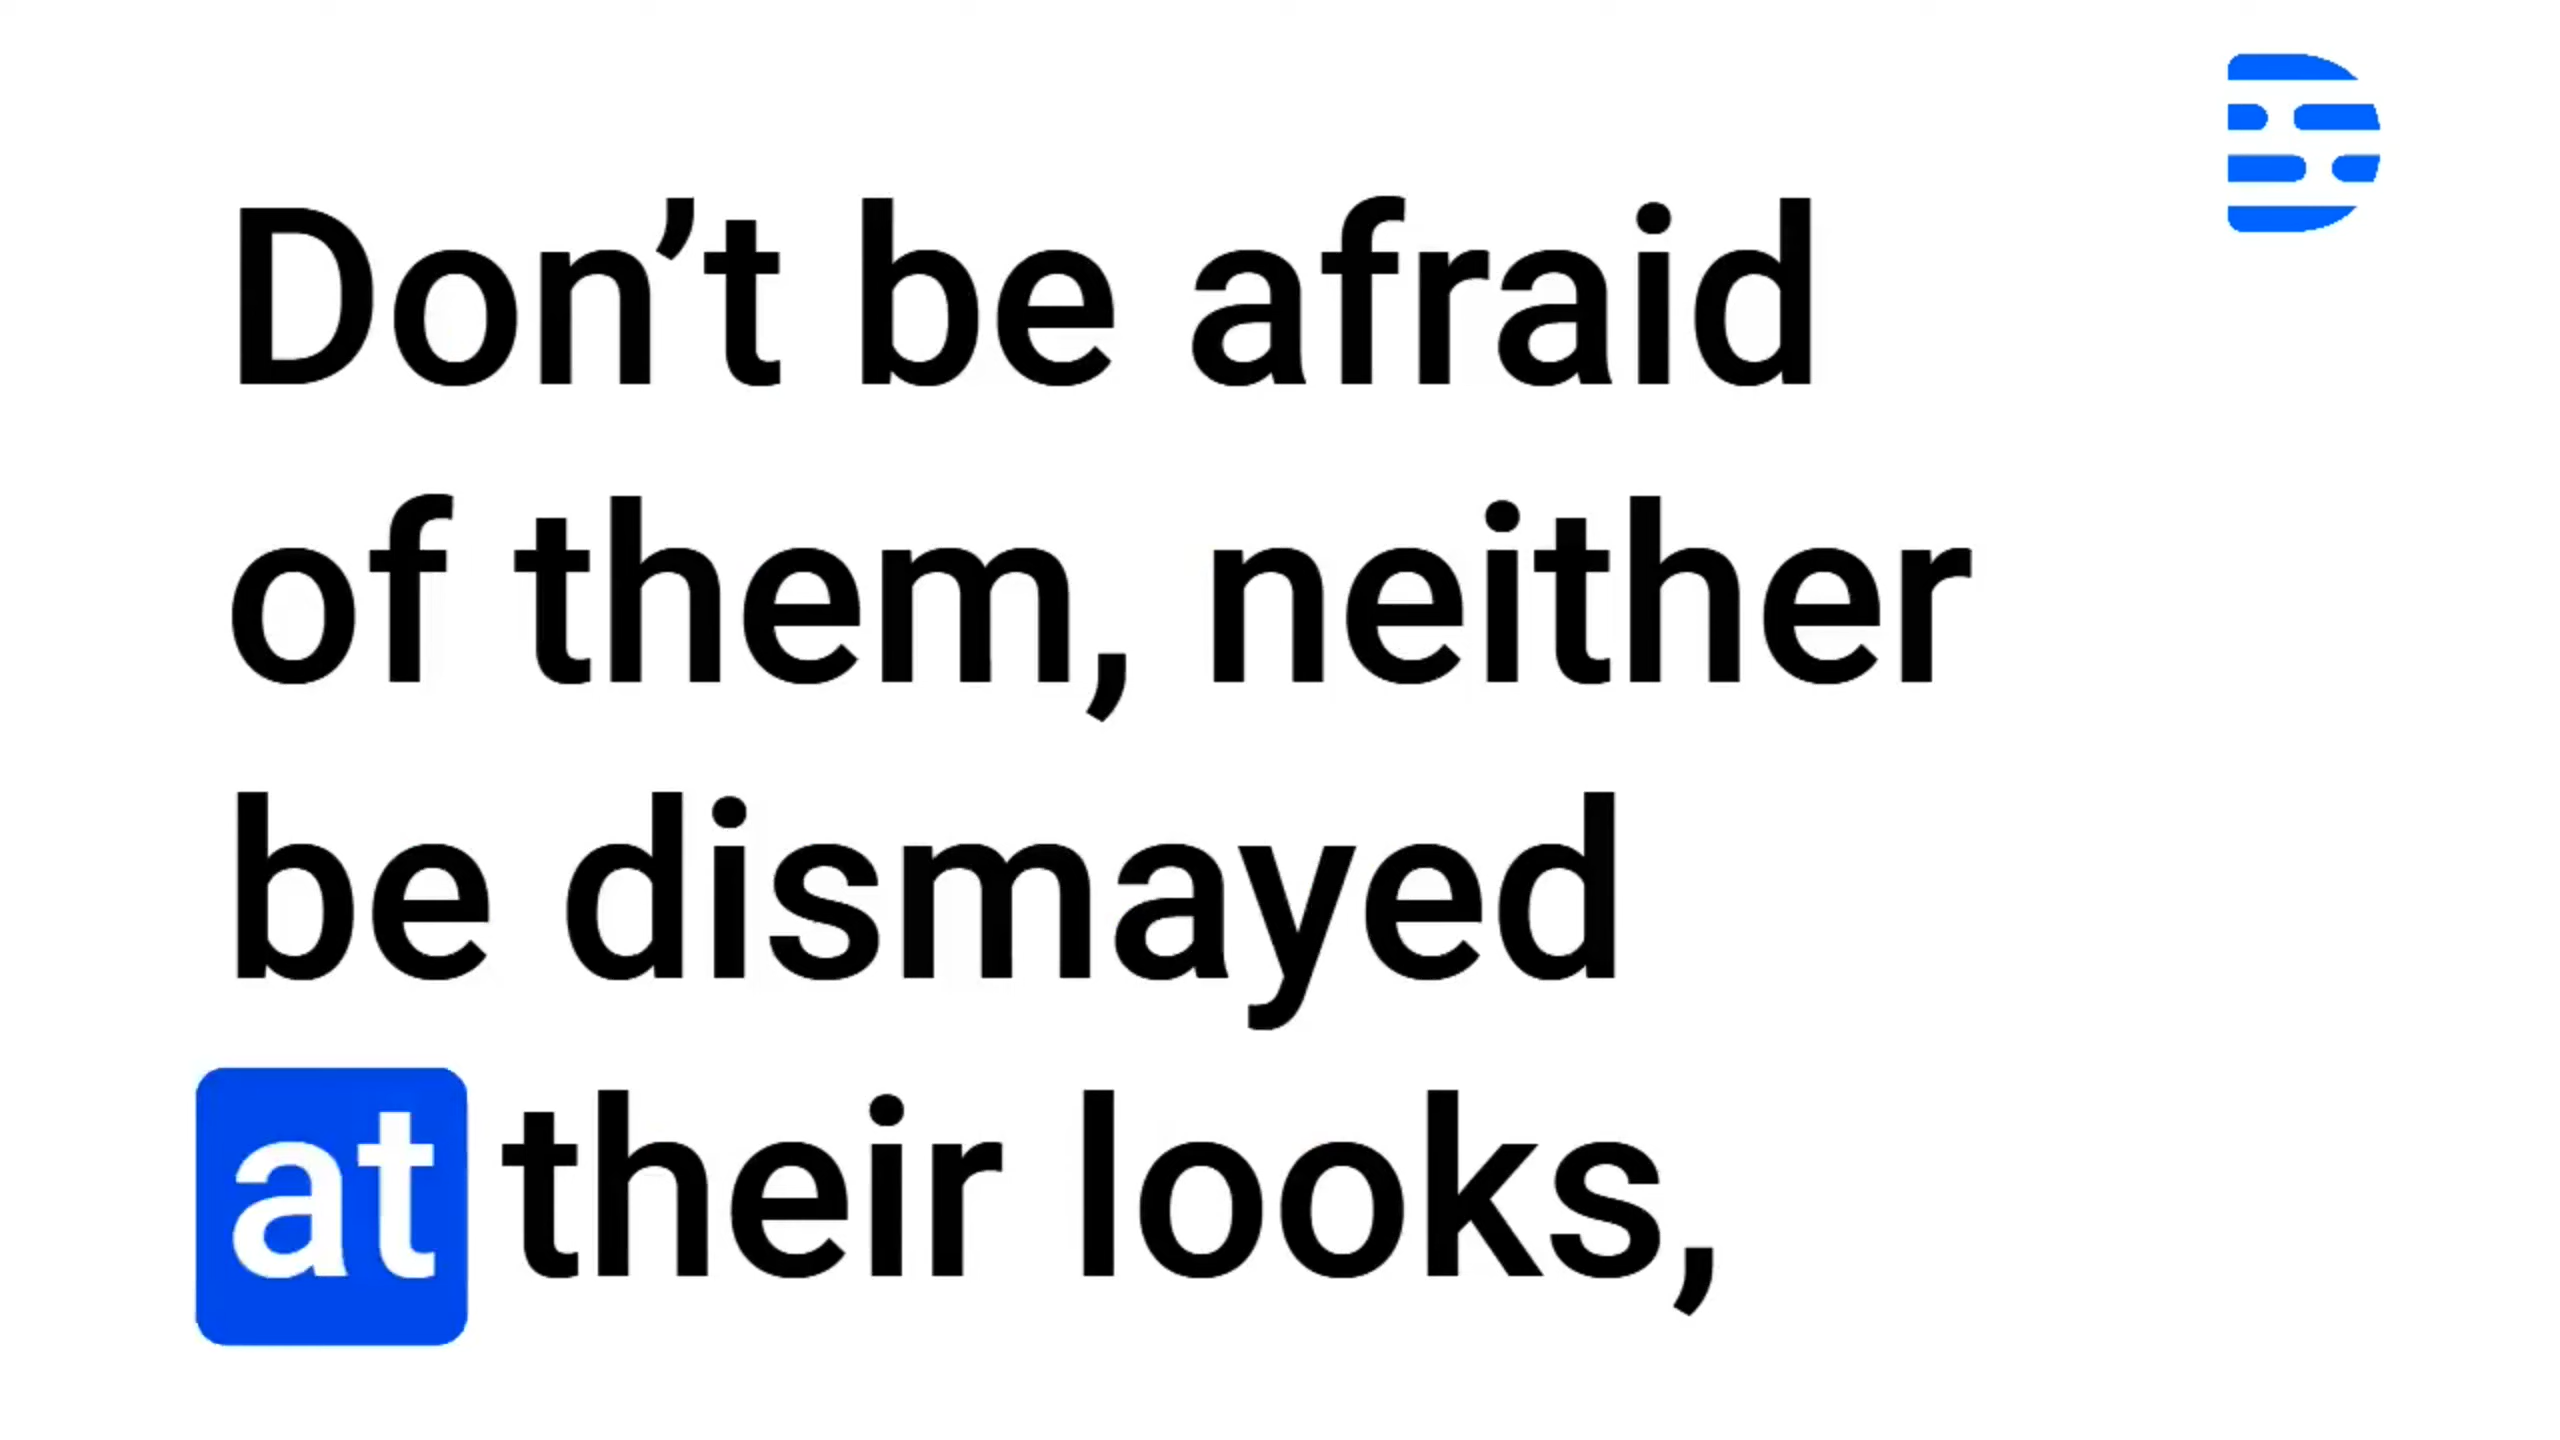 Don’t be afraid
of them, neither
be dismayed
at their looks,